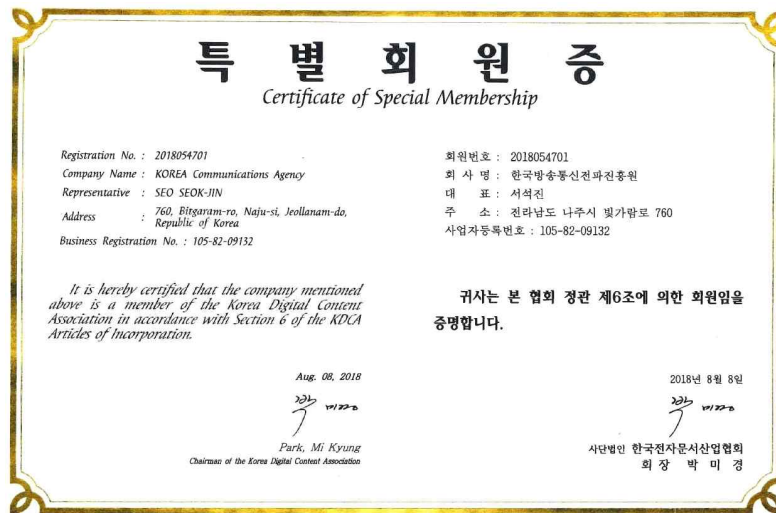 특별회원증
Certificate of Special Membership
Registration No. : 2018054701
Company Name : KOREA Communications Agency
Representative : SEO SEOK-JIN
Address : 760, Bitgaram-ro, Naju-si, Jeollanam-do,
Republic of Korea
Business Registration No. : 105-82-09132
It is hereby certified that the company mentioned
above is a member of the Korea Digital Content
Association in accordance with Section 6 of the KDCA
Articles of Incorporation.
Aug. 08, 2018
Park, Mi Kyung
Chairman of the Korea Digital Content Association
회원번호 : 2018054701
회 사 명 : 한국방송통신전파진흥원
대 표 : 서석진
주 소 : 전라남도 나주시 빛가람로 760
사업자등록번호 : 105-82-09132
귀사는 본 협회 정관 제6조에 의한 회원임을
증명합니다.
2018년 8월 8일
사단법인 한국전자문서산업협회
회 장 박 미 경